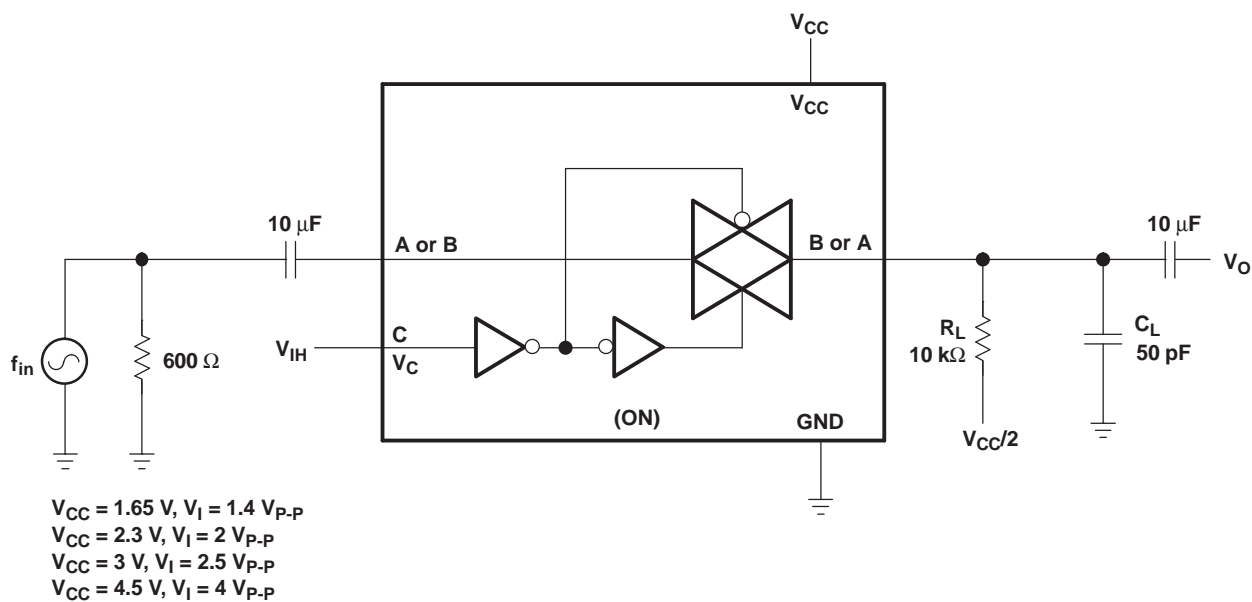 VCC
VCC
10 μF
A or B
B or A
10 μF
VO
fin
600 Ω
VIH
C
VC
RL
10 kΩ
CL
50 pF
(ON)
GND
VCC/2
VCC = 1.65 V, VI = 1.4 VP-P
VCC = 2.3 V, VI = 2 VP-P
VCC = 3 V, VI = 2.5 VP-P
VCC = 4.5 V, VI = 4 VP-P